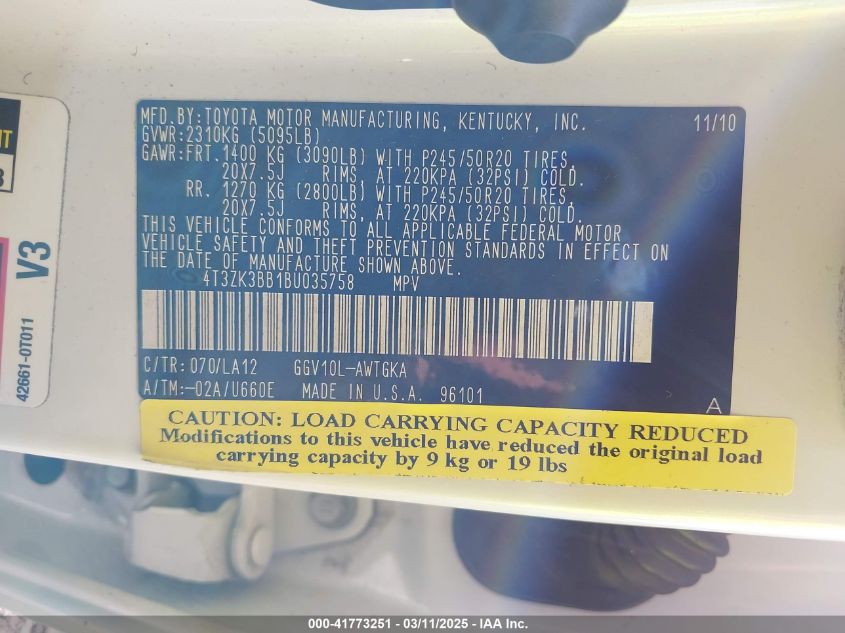 MFD.BY:TOYOTA MOTOR MANUFACTURING, KENTUCKY, INC. 11/10
GVWR:2310KG (5095LB)
GAWR:FRT.1400 KG (3090LB) WITH P245/50R20 TIRES,
20X7.5J RIMS, AT 220KPA (32PSI) COLD.
RR. 1270 KG (2800LB) WITH P245/50R20 TIRES,
20X7.5J RIMS, AT 220KPA (32PSI) COLD.
THIS VEHICLE CONFORMS TO ALL APPLICABLE FEDERAL MOTOR
VEHICLE SAFETY AND THEFT PREVENTION STANDARDS IN EFFECT ON
THE DATE OF MANUFACTURE SHOWN ABOVE.
4T3ZK3BB1BU035758 MPV
C/TR:070/LA12 GGV10L-AWTGKA
A/TM:-02A/U660E MADE IN U.S.A. 96101
A
CAUTION: LOAD CARRYING CAPACITY REDUCED
Modifications to this vehicle have reduced the original load
carrying capacity by 9 kg or 19 lbs
V3
42661-0T011
000-41773251 - 03/11/2025 - IAA Inc.